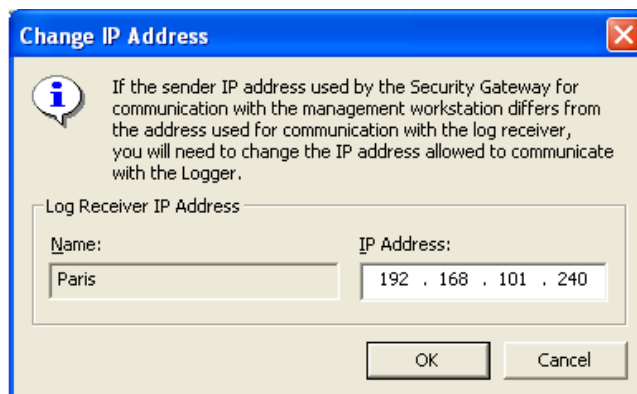 Change IP Address
If the sender IP address used by the Security Gateway for
communication with the management workstation differs from
the address used for communication with the log receiver,
you will need to change the IP address allowed to communicate
with the Logger.
Log Receiver IP Address
Name:
IP Address:
Paris
192 . 168 . 101 . 240
OK
Cancel